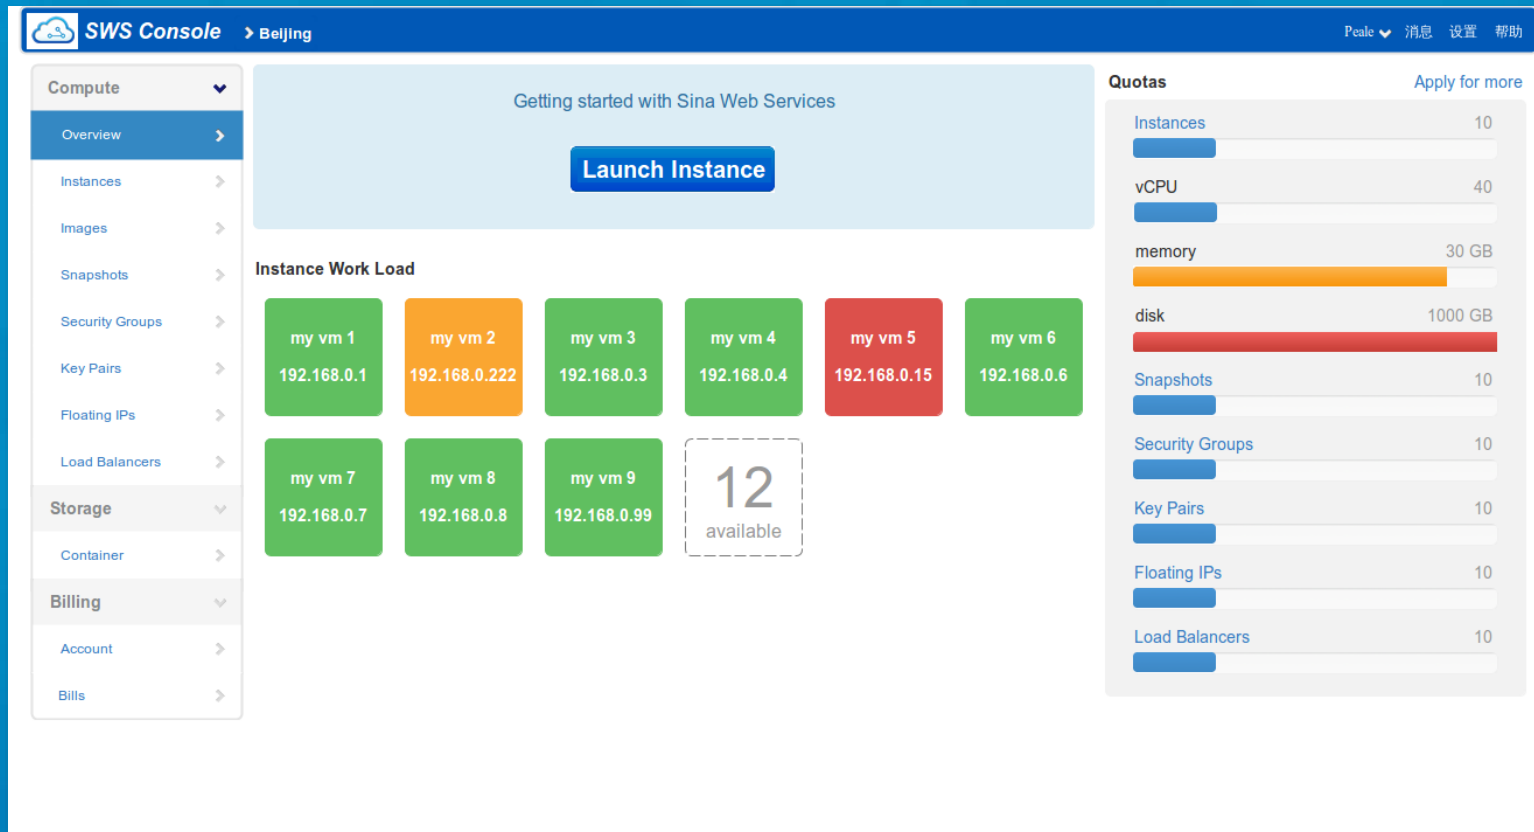 SWS Console
Beljing
Peale 消息 设置 帮助
Compute
Overview
Instances
Images
Snapshots
Security Groups
Key Pairs
Floating IPs
Load Balancers
Storage
Container
Billing
Account
Bills
Getting started with Sina Web Services
Launch Instance
Instance Work Load
my vm 1
192.168.0.1
my vm 2
192.168.0.222
my vm 3
192.168.0.3
my vm 4
192.168.0.4
my vm 5
192.168.0.15
my vm 6
192.168.0.6
my vm 7
192.168.0.7
my vm 8
192.168.0.8
my vm 9
192.168.0.99
12
available
Quotas Apply for more
Instances 10
vCPU 40
memory 30 GB
disk 1000 GB
Snapshots 10
Security Groups 10
Key Pairs 10
Floating IPs 10
Load Balancers 10